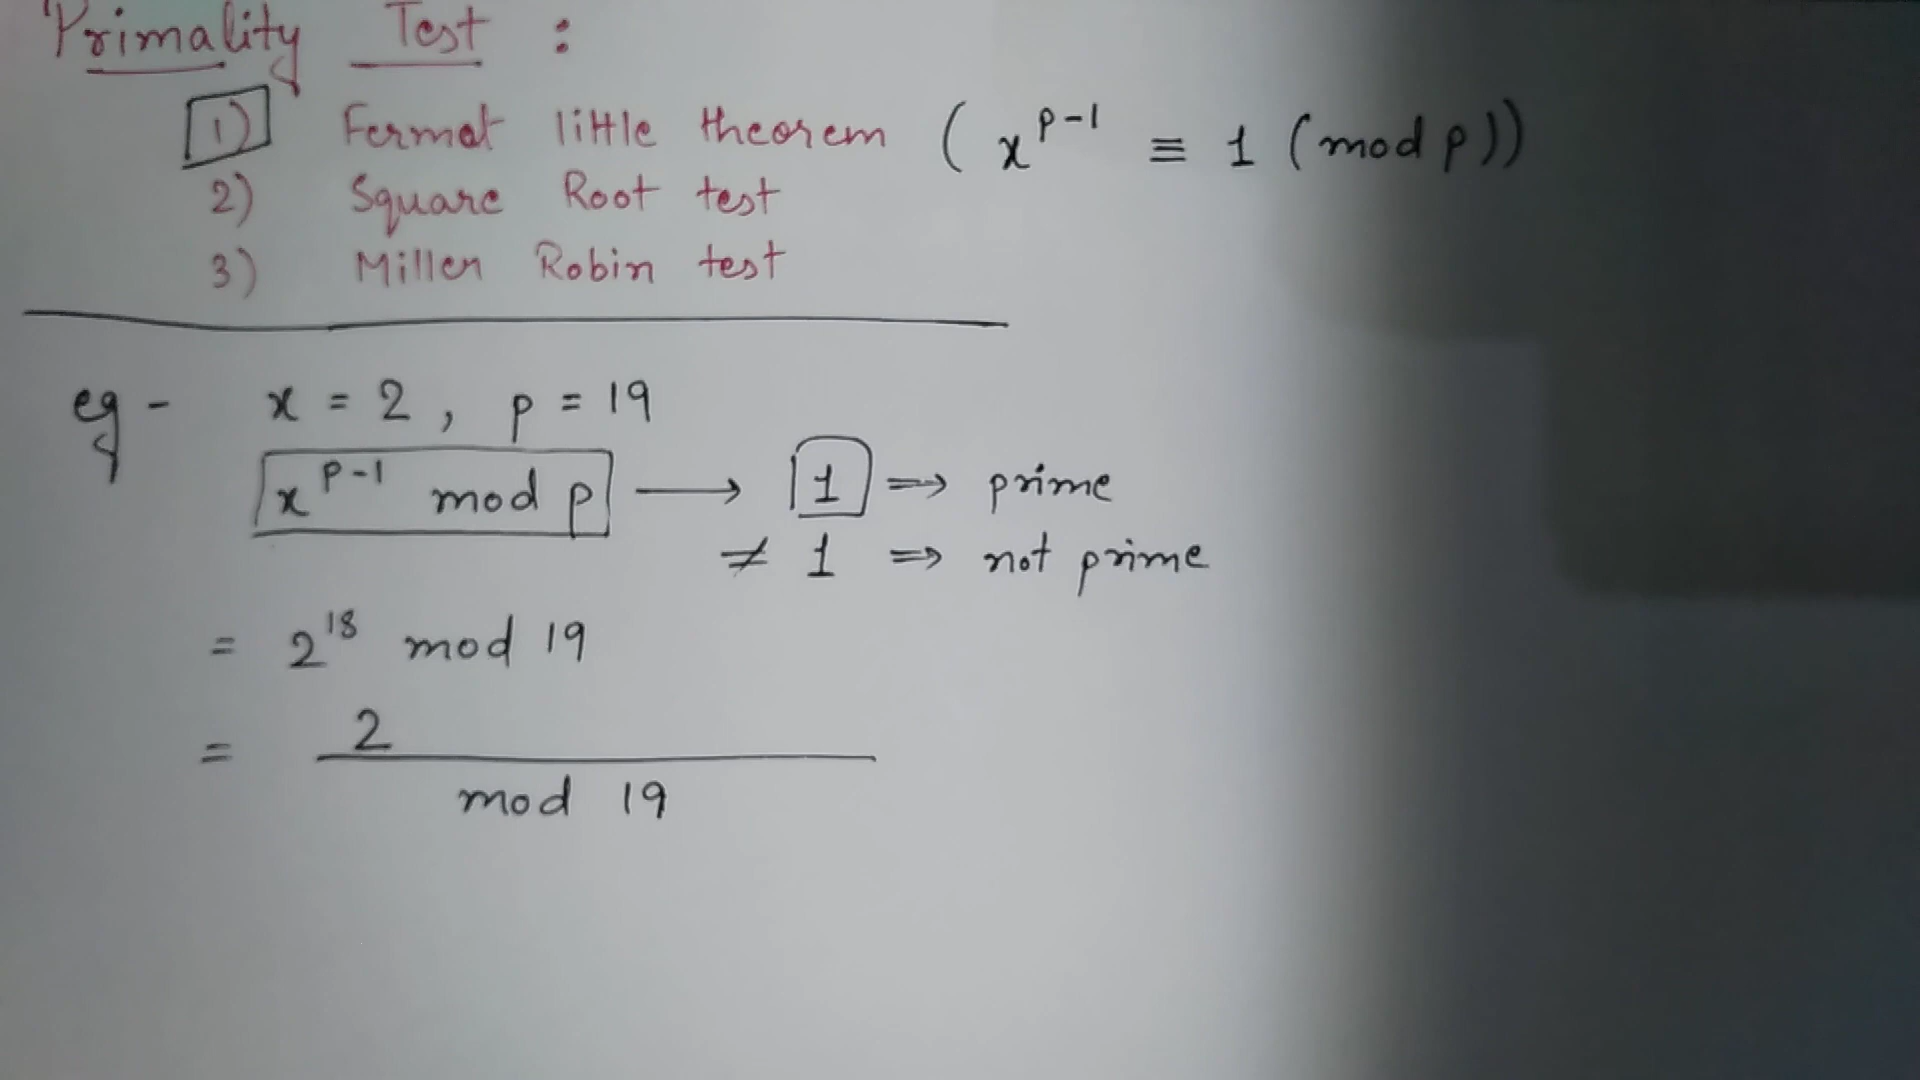 Primality Test :
1) Fermat little theorem ( x^{p-1} ≡ 1 (mod p))
2) Square Root test
3) Miller Robin test
eg - x = 2 , p = 19
x^{p-1} mod p → 1 ⇒ prime
≠ 1 ⇒ not prime
= 2^{18} mod 19
= 2
mod 19